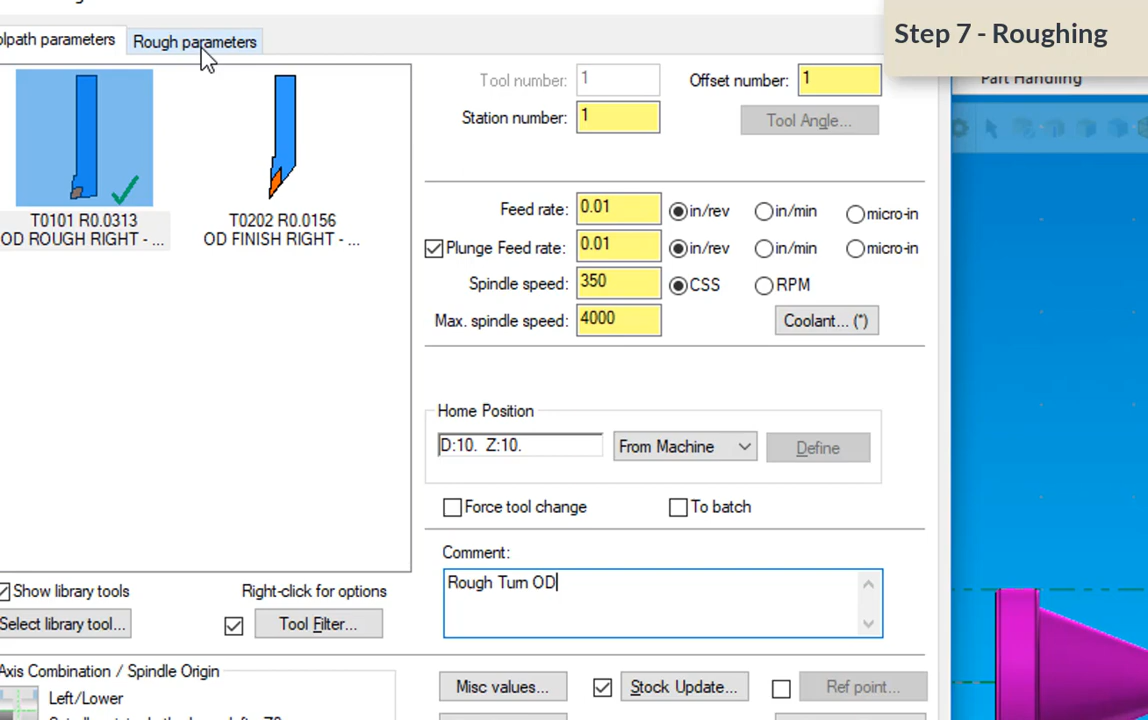 Step 7 - Roughing
lpath parameters
Rough parameters
Part Handling
Tool number: 1
Offset number: 1
Station number: 1
Tool Angle...
T0101 R0.0313
OD ROUGH RIGHT - ...
T0202 R0.0156
OD FINISH RIGHT - ...
Feed rate: 0.01 in/rev in/min micro-in
Plunge Feed rate: 0.01 in/rev in/min micro-in
Spindle speed: 350 CSS RPM
Max. spindle speed: 4000 Coolant... (*)
Home Position
D:10. Z:10. From Machine Define
Force tool change To batch
Comment:
Rough Turn OD
Show library tools
Right-click for options
Select library tool...
Tool Filter...
Axis Combination / Spindle Origin
Left/Lower
Misc values... Stock Update... Ref point...